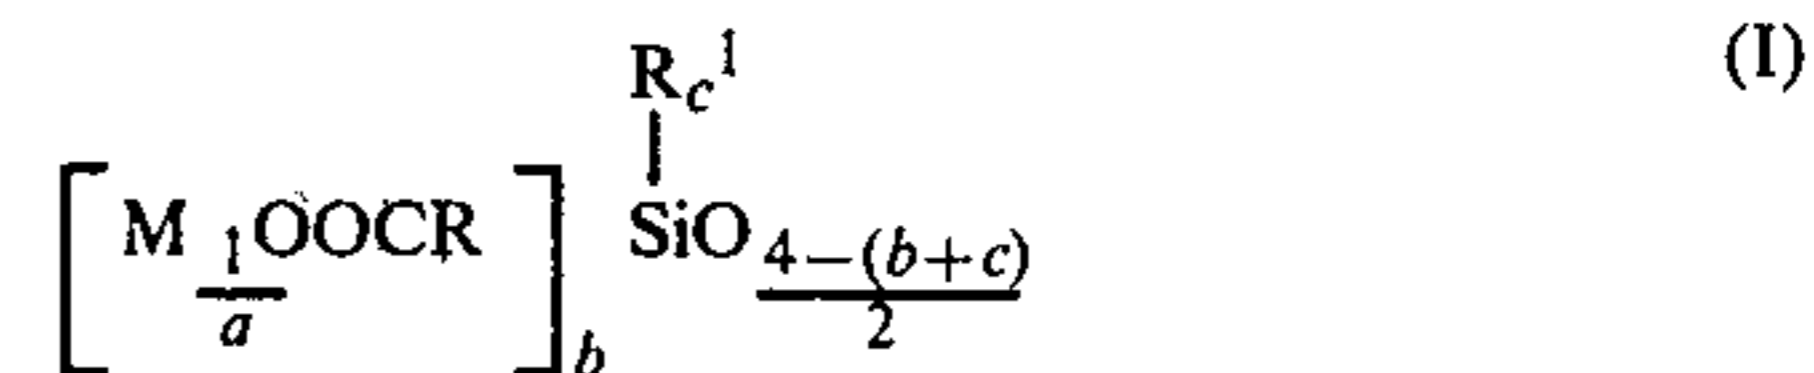 R_c^1 (I)
[M_{1/a}OOCR]_b SiO_{(4-(b+c))/2}